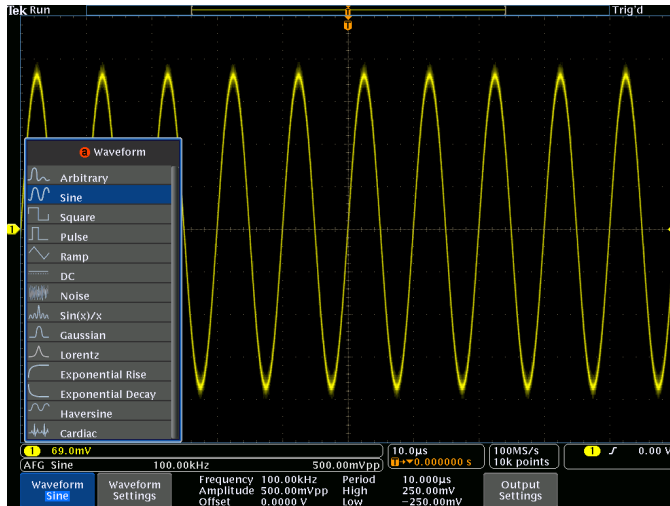 Tek Run Trig'd
T
T
a Waveform
Arbitrary
Sine
Square
Pulse
Ramp
DC
Noise
Sin(x)/x
Gaussian
Lorentz
Exponential Rise
Exponential Decay
Haversine
Cardiac
1
1 69.0mV
AFG Sine 100.00kHz 500.00mVpp
10.0µs
T→▼0.000000 s
100MS/s
10k points
1 0.00 V
Waveform
Sine
Waveform
Settings
Frequency 100.00kHz
Amplitude 500.00mVpp
Offset 0.0000 V
Period 10.000µs
High 250.00mV
Low −250.00mV
Output
Settings